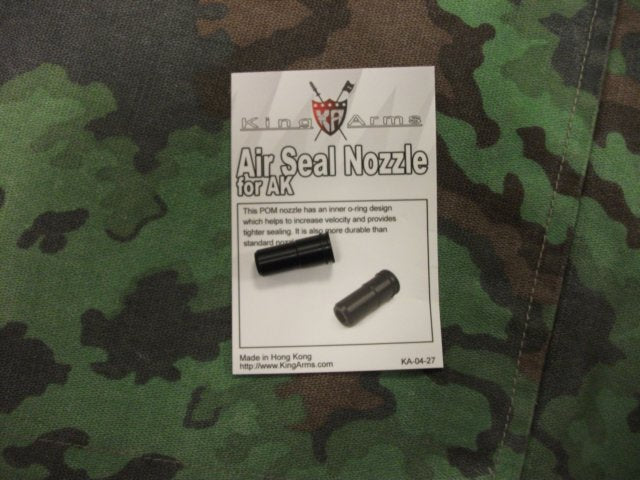 King Arms
KA
Air Seal Nozzle
for AK
This POM nozzle has an inner o-ring design
which helps to increase velocity and provides
tighter sealing. It is also more durable than
standard
Made in Hong Kong
http://www.KingArms.com
KA-04-27